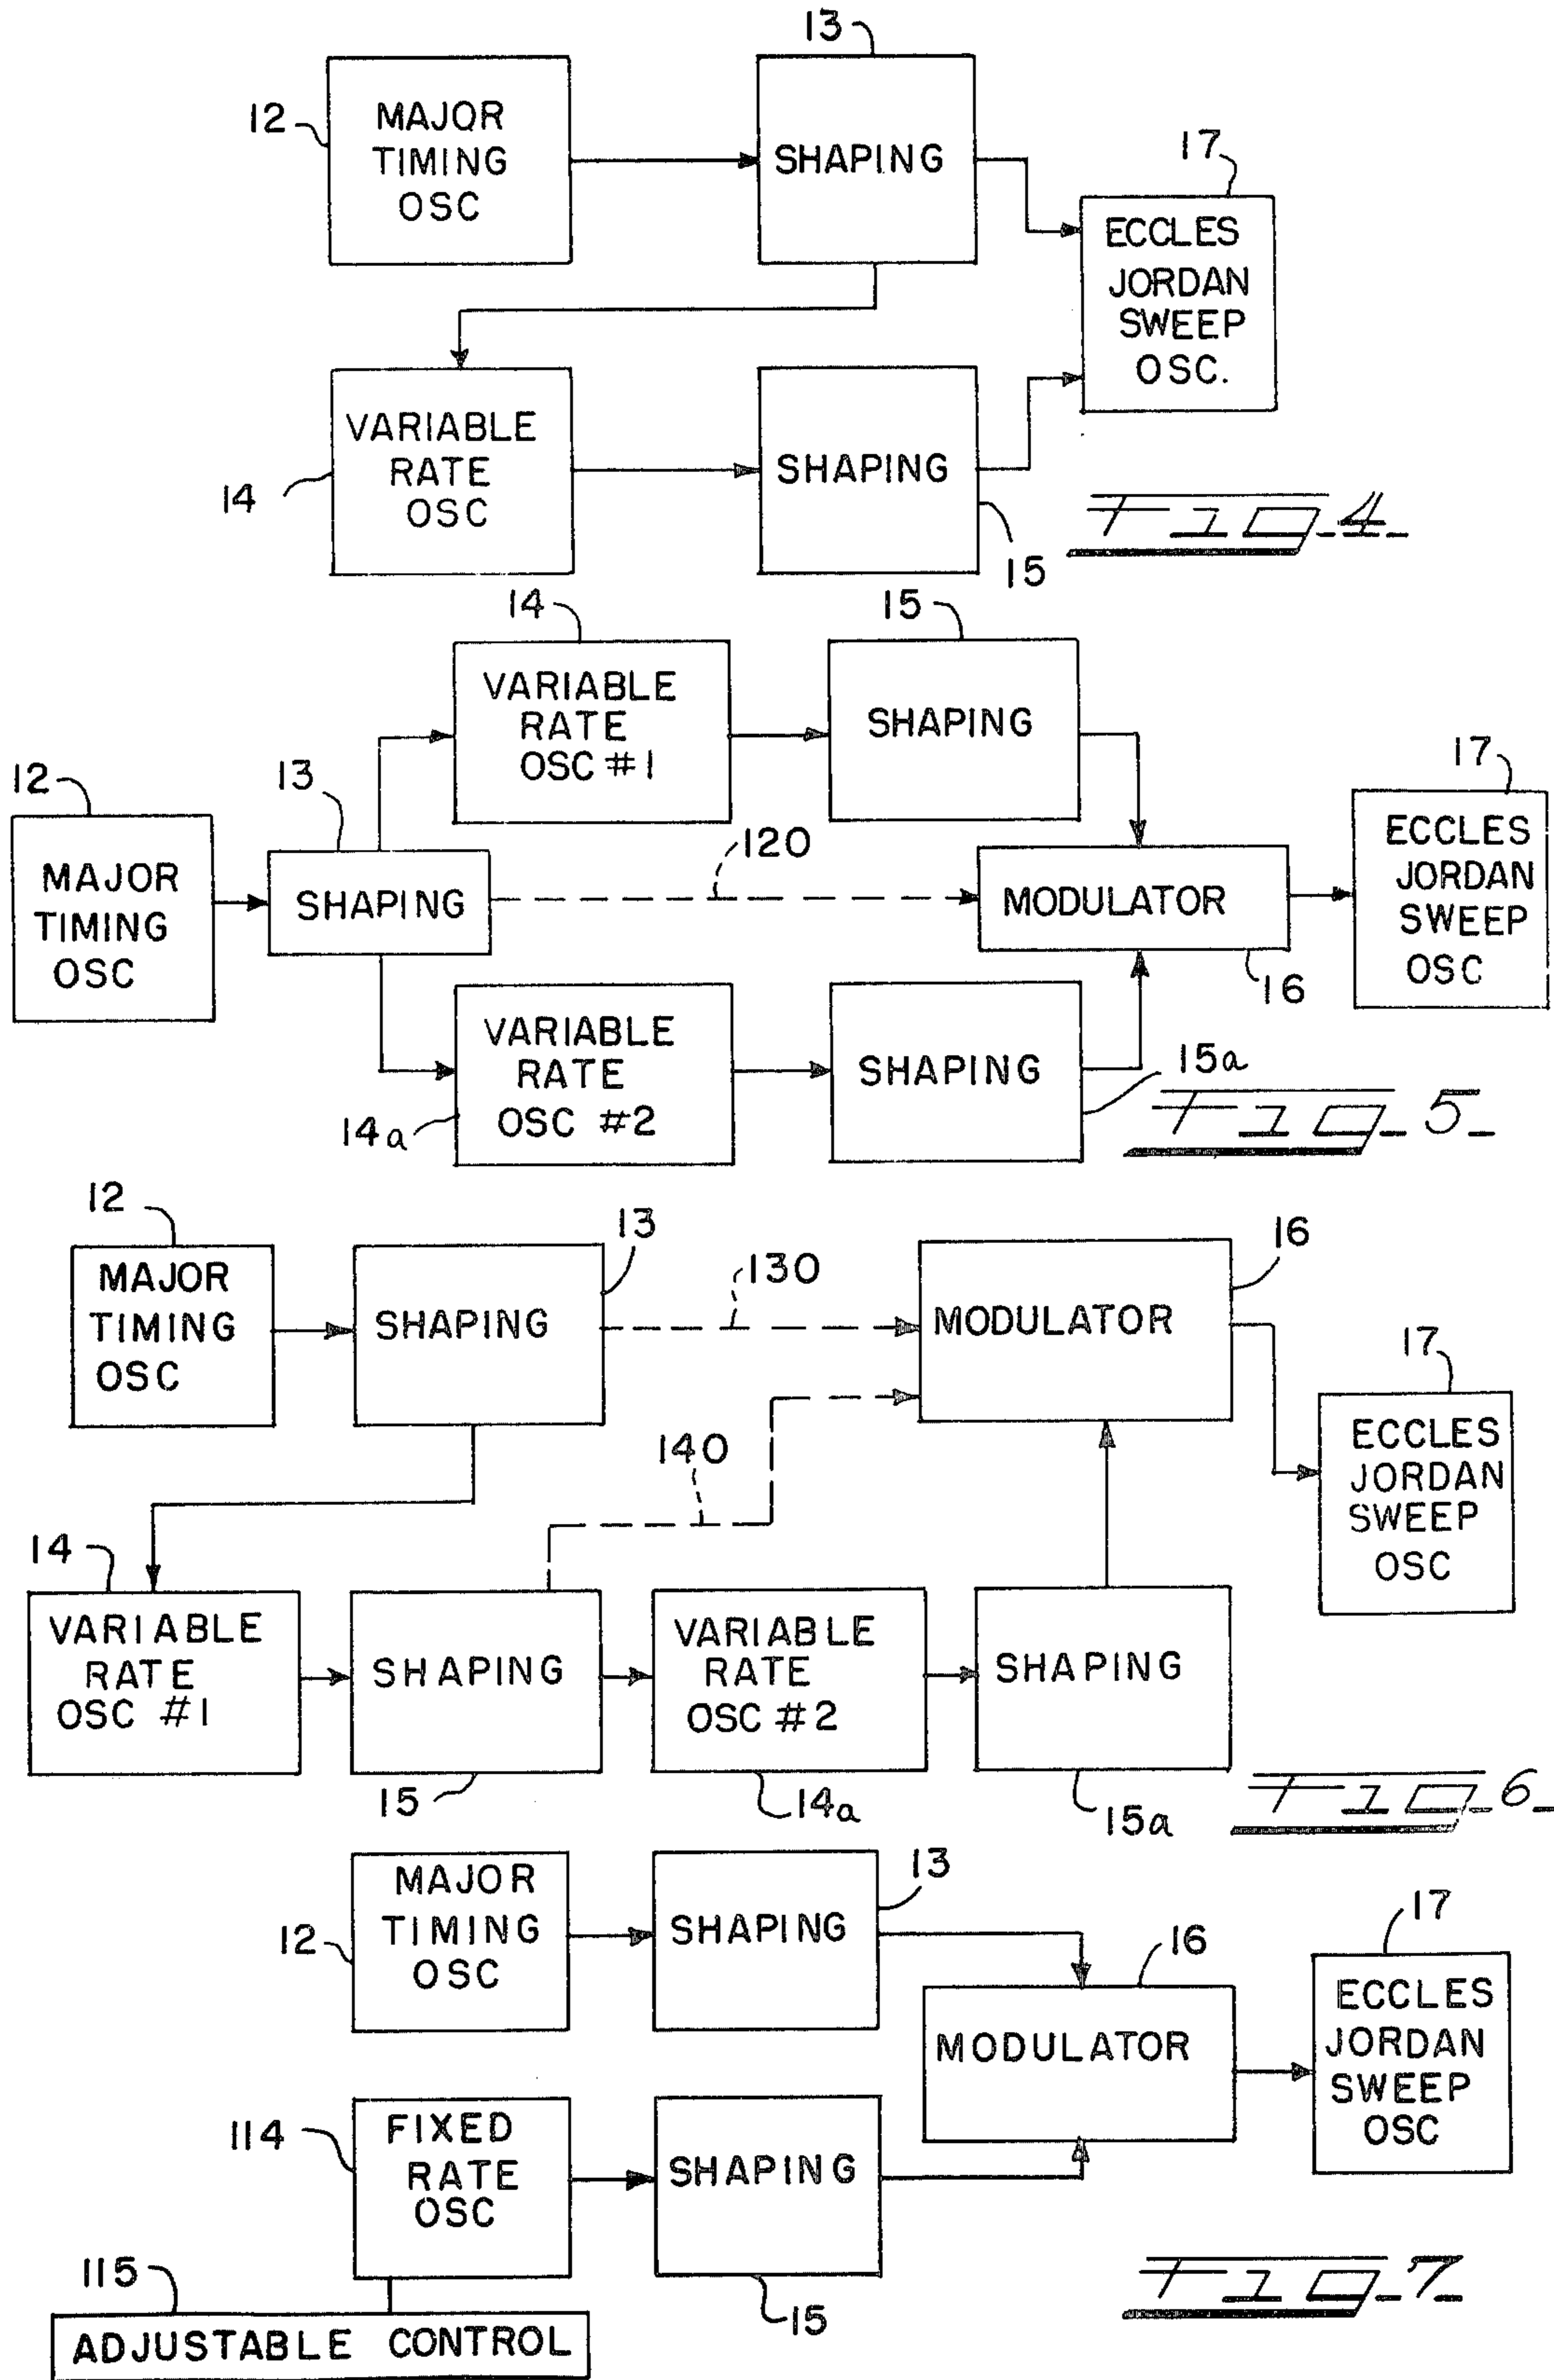 13
12
MAJOR
TIMING
OSC
SHAPING
17
ECCLES
JORDAN
SWEEP
OSC.
14
VARIABLE
RATE
OSC
SHAPING
15
Fig. 4.
14
15
VARIABLE
RATE
OSC #1
SHAPING
12
13
17
MAJOR
TIMING
OSC
SHAPING
120
MODULATOR
16
ECCLES
JORDAN
SWEEP
OSC
14a
VARIABLE
RATE
OSC #2
SHAPING
15a
Fig. 5.
12
13
16
MAJOR
TIMING
OSC
SHAPING
130
MODULATOR
17
140
ECCLES
JORDAN
SWEEP
OSC
14
VARIABLE
RATE
OSC #1
SHAPING
VARIABLE
RATE
OSC #2
SHAPING
15
14a
15a
Fig. 6.
13
12
MAJOR
TIMING
OSC
SHAPING
16
17
MODULATOR
ECCLES
JORDAN
SWEEP
OSC
114
FIXED
RATE
OSC
SHAPING
15
115
ADJUSTABLE CONTROL
Fig. 7.